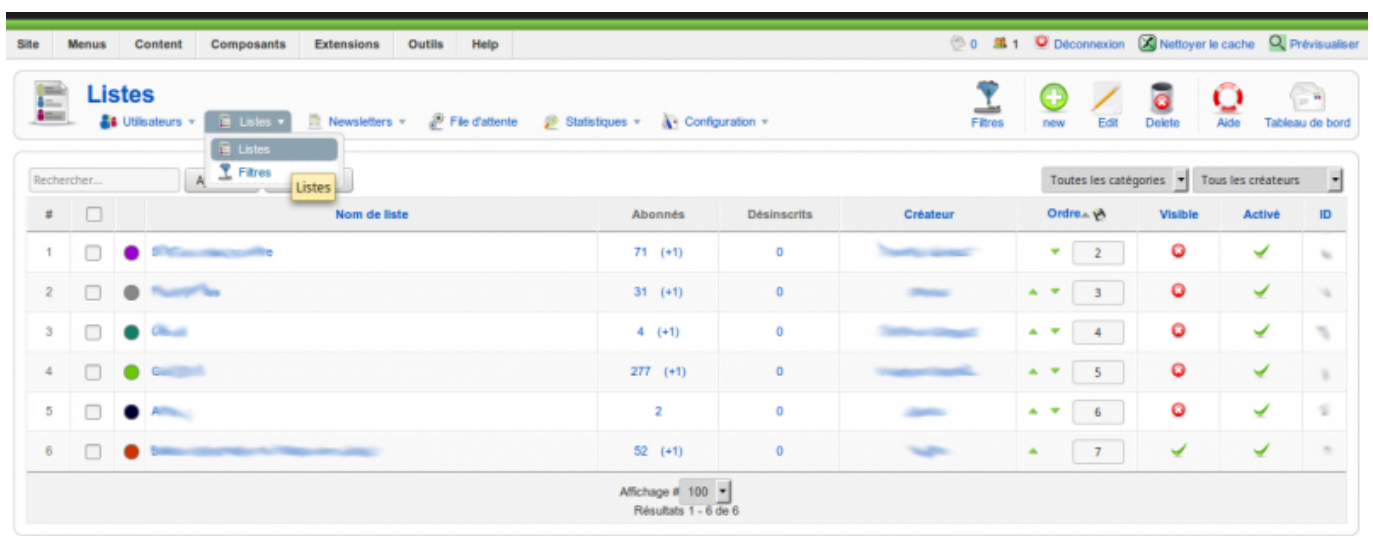 Site Menus Content Composants Extensions Outils Help 0 1 Déconnexion Nettoyer le cache Prévisualiser
Listes
Utilisateurs Listes Newsletters File d'attente Statistiques Configuration
Filtres new Edit Delete Aide Tableau de bord
Listes
Filtres
Listes
Rechercher... Toutes les catégories Tous les créateurs
# Nom de liste Abonnés Désinscrits Créateur Ordre Visible Activé ID
1 71 (+1) 0 2
2 31 (+1) 0 3
3 4 (+1) 0 4
4 277 (+1) 0 5
5 2 0 6
6 52 (+1) 0 7
Affichage # 100
Résultats 1 - 6 de 6